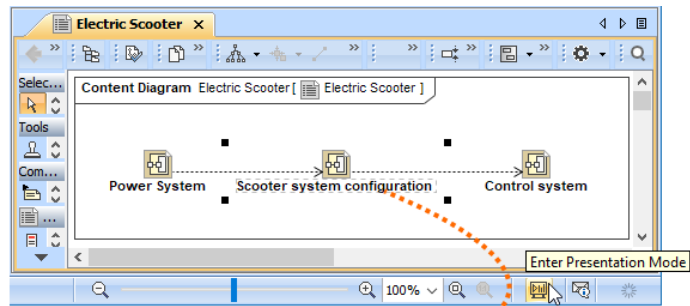 Electric Scooter
Selec...
Content Diagram Electric Scooter [ Electric Scooter ]
Tools
Com...
...
Power System
Scooter system configuration
Control system
Enter Presentation Mode
100%